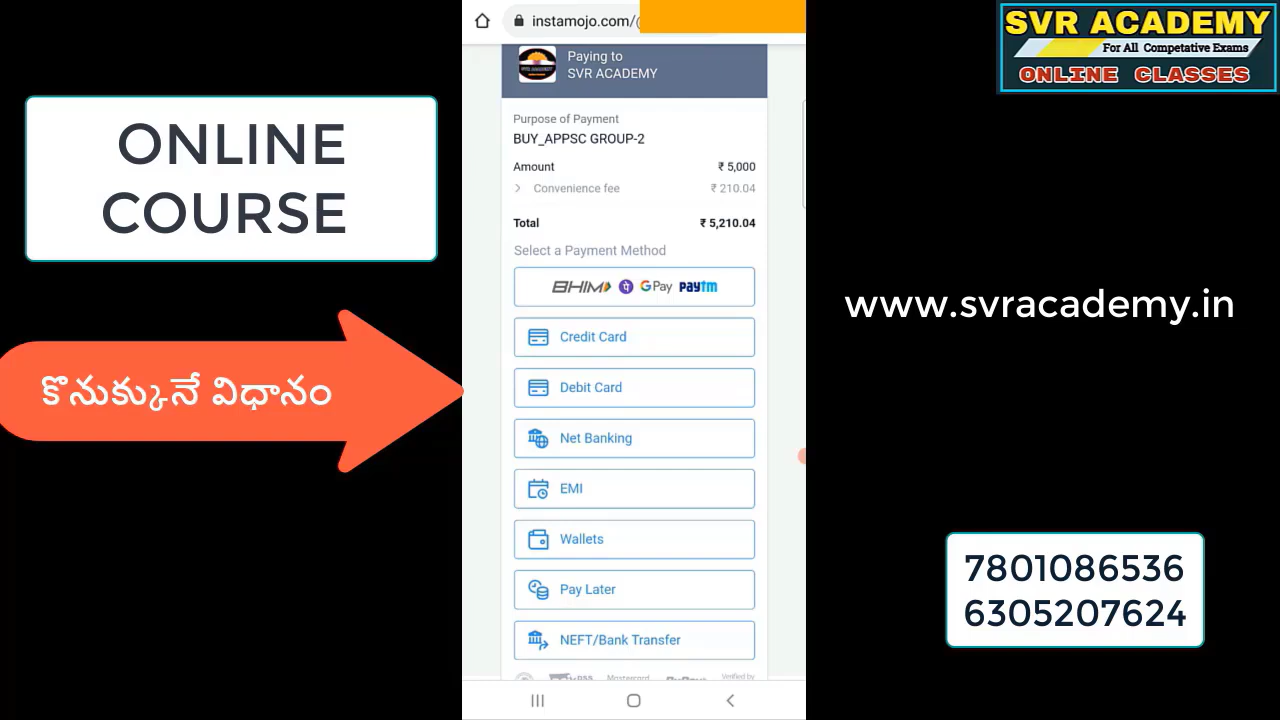 ONLINE
COURSE
కొనుక్కునే విధానం
instamojo.com/
Paying to
SVR ACADEMY
Purpose of Payment
BUY_APPSC GROUP-2
Amount ₹ 5,000
Convenience fee ₹ 210.04
Total ₹ 5,210.04
Select a Payment Method
BHIM GPay paytm
Credit Card
Debit Card
Net Banking
EMI
Wallets
Pay Later
NEFT/Bank Transfer
SVR ACADEMY
For All Competative Exams
ONLINE CLASSES
www.svracademy.in
7801086536
6305207624